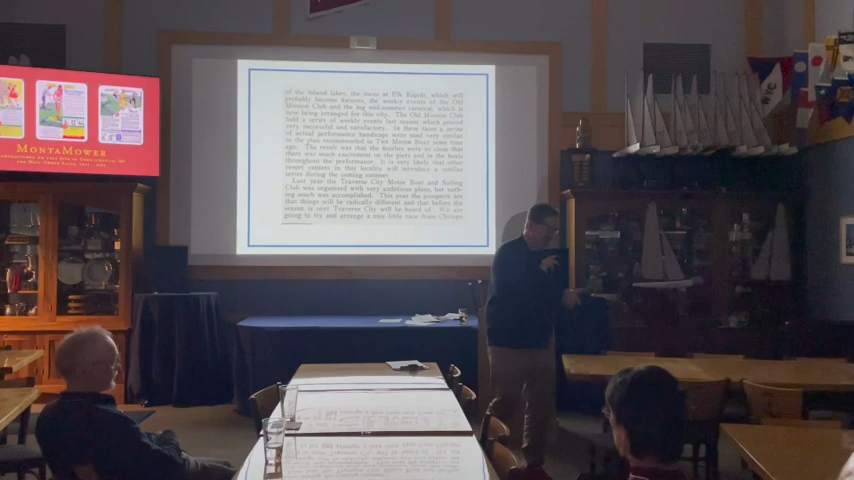 MONTAMOWER
of the inland lakes, the races at Elk Rapids, which will
probably become features, the weekly events of the Old
Mission Club and the big mid-summer carnival, which is
now being arranged for this city. The Old Mission Club
held a series of weekly events last season which proved
very successful and satisfactory. In these races a series
of actual performance handicaps were used very similar
to the plan recommended in THE MOTOR BOAT some time
ago. The result was that the finishes were so close that
there was much excitement on the piers and in the boats
throughout the performance. It is very likely that other
resort centers in this locality will introduce a similar
series during the coming summer.
Last year the Traverse City Motor Boat and Sailing
Club was organized with very ambitious plans, but noth-
ing much was accomplished. This year the prospects are
that things will be radically different and that before the
season is over Traverse City will be heard of. We are
going to try and arrange a nice little race from Chicago